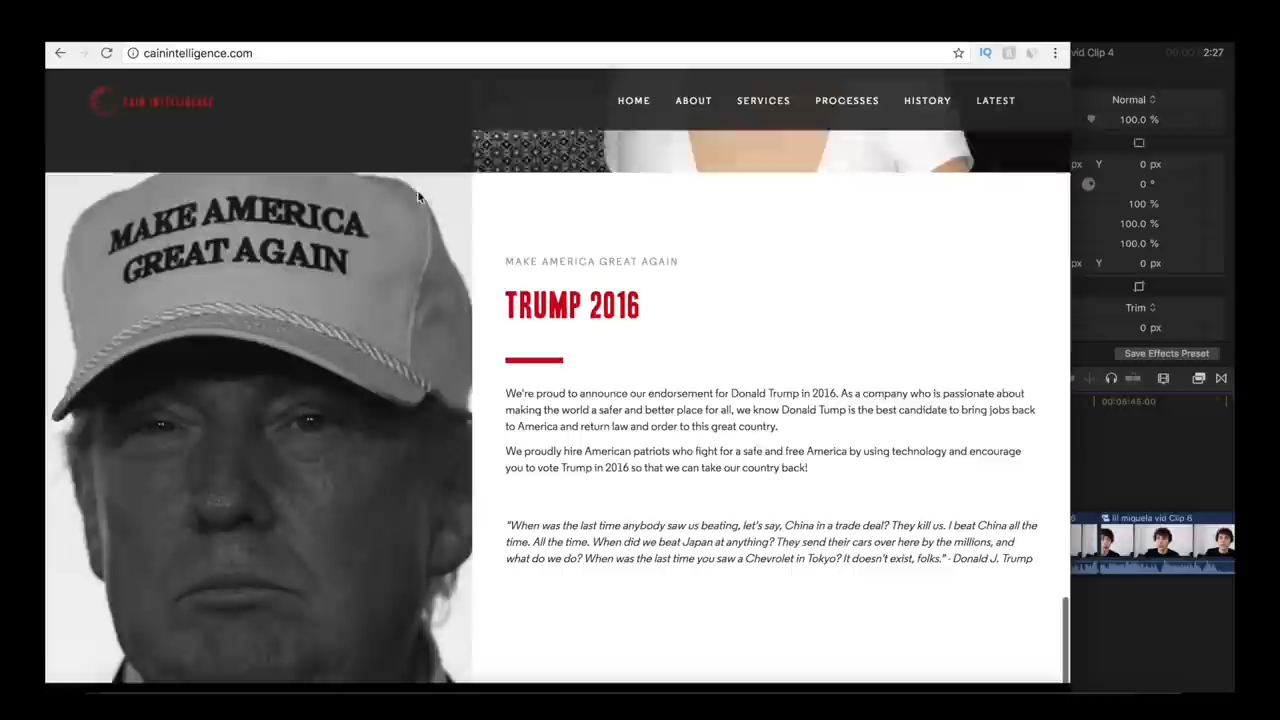 cainintelligence.com
vid Clip 4
2:27
CAIN INTELLIGENCE
HOME
ABOUT
SERVICES
PROCESSES
HISTORY
LATEST
Normal
100.0 %
px Y 0 px
0 °
100 %
100.0 %
100.0 %
px Y 0 px
Trim
0 px
Save Effects Preset
00:06:45:00
lil miquela vid Clip 6
MAKE AMERICA
GREAT AGAIN
MAKE AMERICA GREAT AGAIN
TRUMP 2016
We're proud to announce our endorsement for Donald Trump in 2016. As a company who is passionate about
making the world a safer and better place for all, we know Donald Tump is the best candidate to bring jobs back
to America and return law and order to this great country.
We proudly hire American patriots who fight for a safe and free America by using technology and encourage
you to vote Trump in 2016 so that we can take our country back!
"When was the last time anybody saw us beating, let's say, China in a trade deal? They kill us. I beat China all the
time. All the time. When did we beat Japan at anything? They send their cars over here by the millions, and
what do we do? When was the last time you saw a Chevrolet in Tokyo? It doesn't exist, folks." - Donald J. Trump